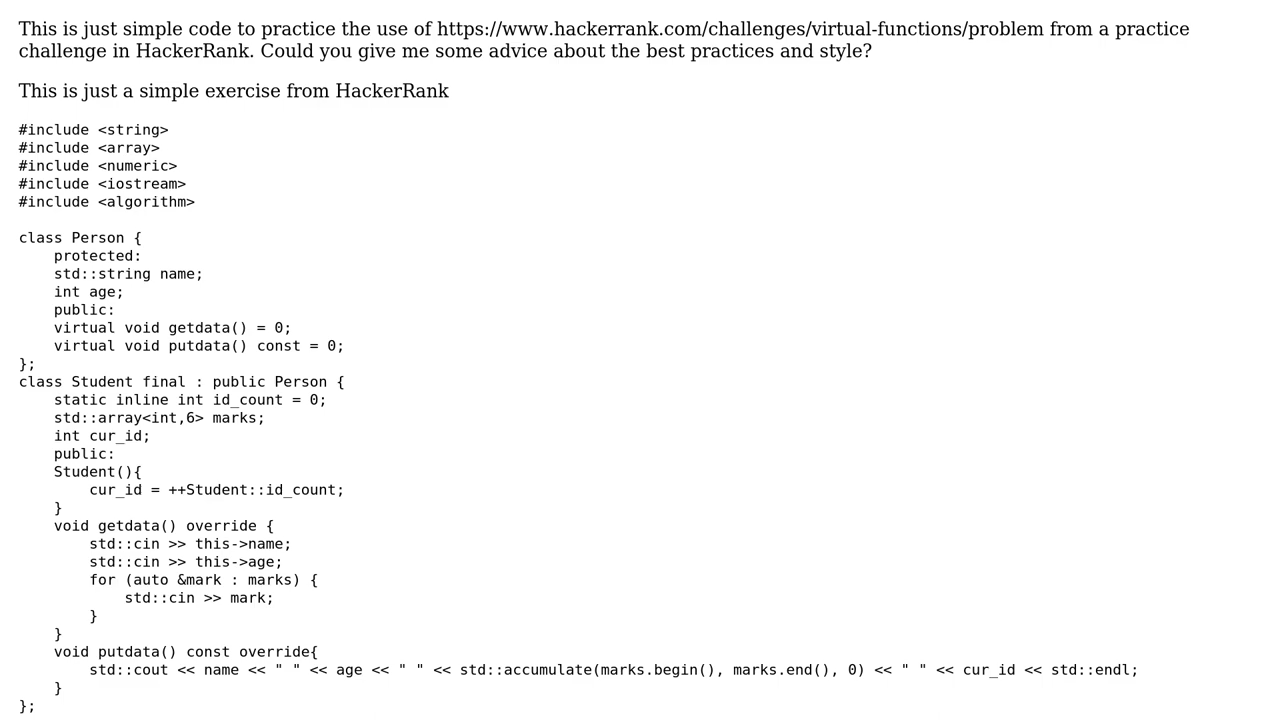 This is just simple code to practice the use of https://www.hackerrank.com/challenges/virtual-functions/problem from a practice
challenge in HackerRank. Could you give me some advice about the best practices and style?
This is just a simple exercise from HackerRank
#include <string>
#include <array>
#include <numeric>
#include <iostream>
#include <algorithm>
class Person {
    protected:
    std::string name;
    int age;
    public:
    virtual void getdata() = 0;
    virtual void putdata() const = 0;
};
class Student final : public Person {
    static inline int id_count = 0;
    std::array<int,6> marks;
    int cur_id;
    public:
    Student(){
        cur_id = ++Student::id_count;
    }
    void getdata() override {
        std::cin >> this->name;
        std::cin >> this->age;
        for (auto &mark : marks) {
            std::cin >> mark;
        }
    }
    void putdata() const override{
        std::cout << name << " " << age << " " << std::accumulate(marks.begin(), marks.end(), 0) << " " << cur_id << std::endl;
    }
};